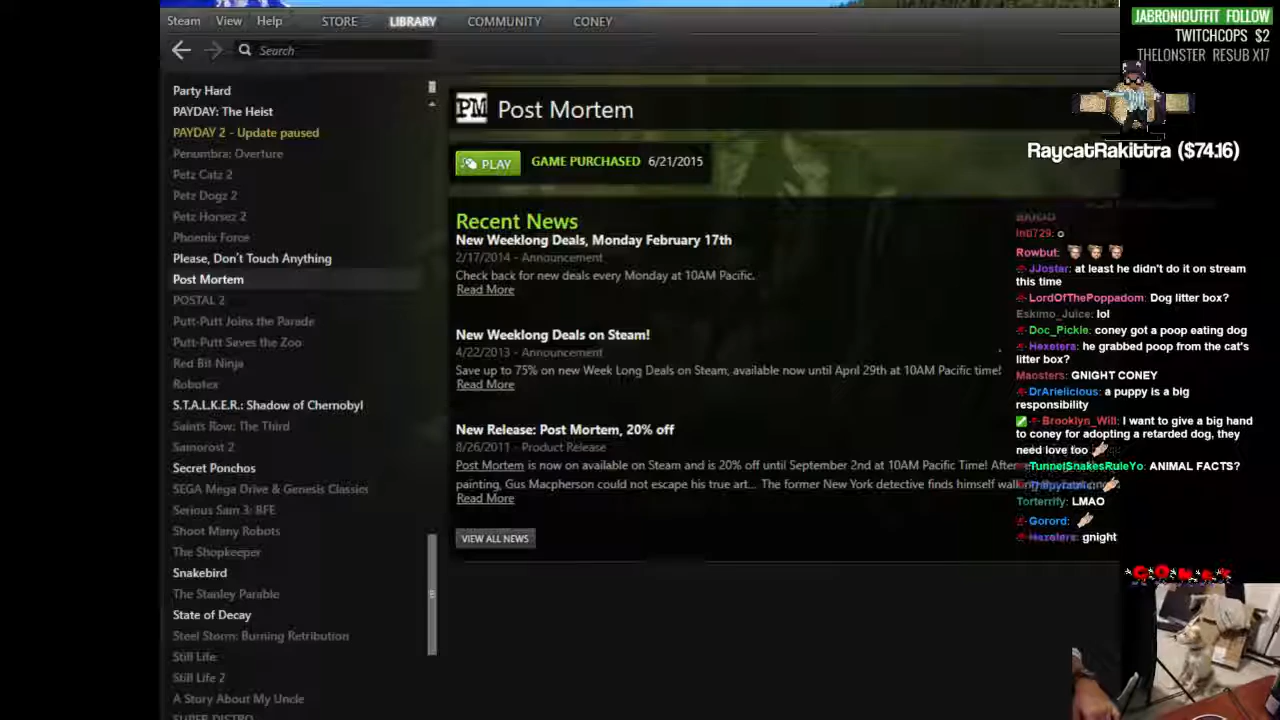 Steam View Help STORE LIBRARY COMMUNITY CONEY
Search
Party Hard
PAYDAY: The Heist
PAYDAY 2 - Update paused
Penumbra: Overture
Petz Catz 2
Petz Dogz 2
Petz Horsez 2
Phoenix Force
Please, Don't Touch Anything
Post Mortem
POSTAL 2
Putt-Putt Joins the Parade
Putt-Putt Saves the Zoo
Red Bit Ninja
Robotex
S.T.A.L.K.E.R.: Shadow of Chernobyl
Saints Row: The Third
Samorost 2
Secret Ponchos
SEGA Mega Drive & Genesis Classics
Serious Sam 3: BFE
Shoot Many Robots
The Shopkeeper
Snakebird
The Stanley Parable
State of Decay
Steel Storm: Burning Retribution
Still Life
Still Life 2
A Story About My Uncle
SUPER DISTRO
PM Post Mortem
PLAY GAME PURCHASED 6/21/2015
Recent News
New Weeklong Deals, Monday February 17th
2/17/2014 - Announcement
Check back for new deals every Monday at 10AM Pacific.
Read More
New Weeklong Deals on Steam!
4/22/2013 - Announcement
Save up to 75% on new Week Long Deals on Steam, available now until April 29th at 10AM Pacific time!
Read More
New Release: Post Mortem, 20% off
8/26/2011 - Product Release
Post Mortem is now on available on Steam and is 20% off until September 2nd at 10AM Pacific Time! After
painting, Gus Macpherson could not escape his true art... The former New York detective finds himself
Read More
VIEW ALL NEWS
JABRONIOUTFIT FOLLOW
TWITCHCOPS $2
THELONSTER RESUB X17
RaycatRakittra ($74.16)
Inti729: o
Rowbut:
JJostar: at least he didn't do it on stream
this time
LordOfThePoppadom: Dog litter box?
Eskimo_Juice: lol
Doc_Pickle: coney got a poop eating dog
Hexetera: he grabbed poop from the cat's
litter box?
Maosters: GNIGHT CONEY
DrArielicious: a puppy is a big
responsibility
Brooklyn_Will: I want to give a big hand
to coney for adopting a retarded dog, they
need love too
TunnelSnakesRuleYo: ANIMAL FACTS?
Torterrify: LMAO
Gorord:
Hexetera: gnight